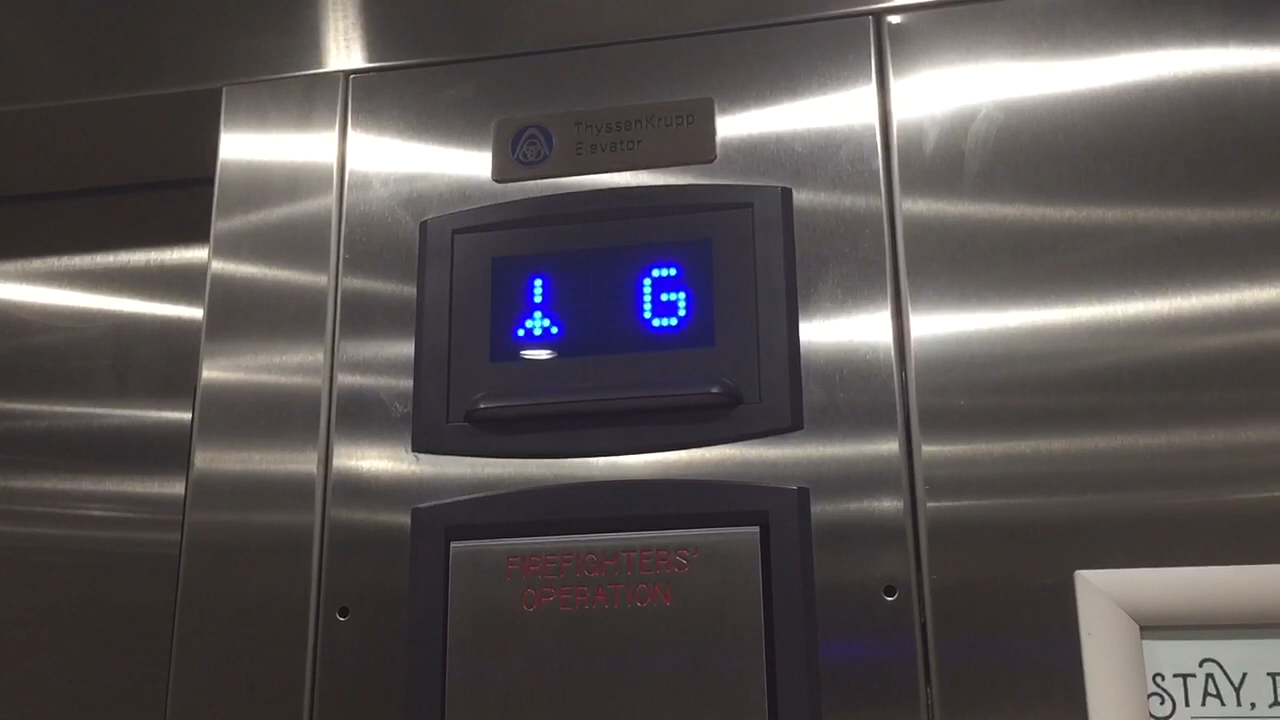 ThyssenKrupp
Elevator
G
FIREFIGHTERS'
OPERATION
STAY,